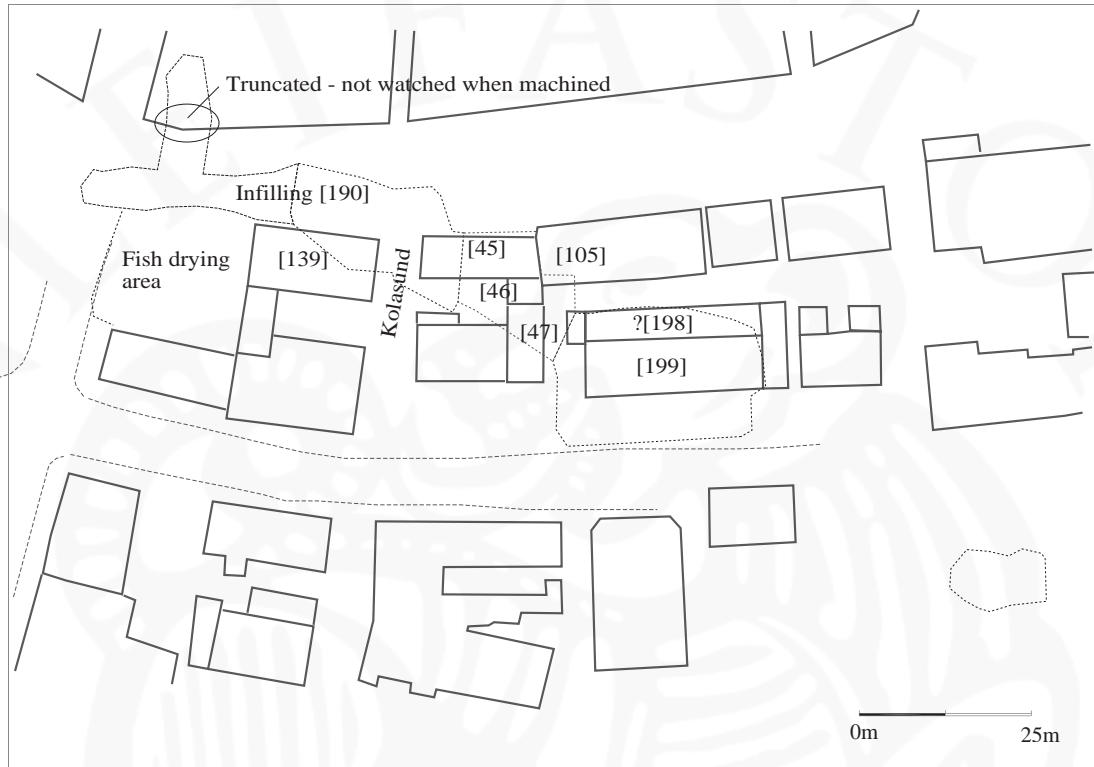 Truncated - not watched when machined
Infilling [190]
[45]
[105]
Fish drying
area
[139]
Kolasund
[46]
[47]
?[198]
[199]
0m
25m